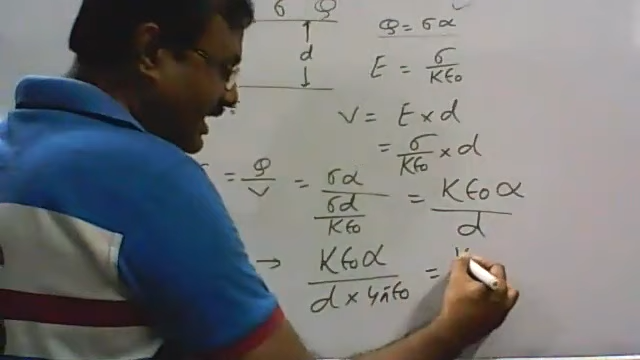 σ Q
Q = σα
d
E = σ/Kε₀
V = E × d
= σ/Kε₀ × d
= Q/V = σα/(σd/Kε₀) = Kε₀α/d
→ Kε₀α/(d × 4πε₀) =